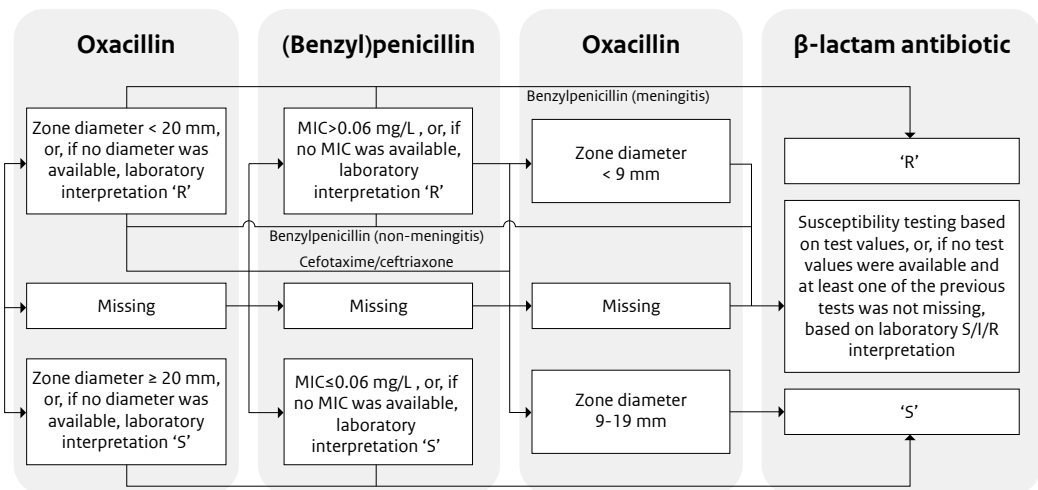 Oxacillin
(Benzyl)penicillin
Oxacillin
β-lactam antibiotic
Benzylpenicillin (meningitis)
Zone diameter < 20 mm,
or, if no diameter was
available, laboratory
interpretation ‘R’
MIC>0.06 mg/L , or, if
no MIC was available,
laboratory
interpretation ‘R’
Zone diameter
< 9 mm
‘R’
Benzylpenicillin (non-meningitis)
Cefotaxime/ceftriaxone
Missing
Missing
Missing
Susceptibility testing based
on test values, or, if no test
values were available and
at least one of the previous
tests was not missing,
based on laboratory S/I/R
interpretation
Zone diameter ≥ 20 mm,
or, if no diameter was
available, laboratory
interpretation ‘S’
MIC≤0.06 mg/L , or, if
no MIC was available,
laboratory
interpretation ‘S’
Zone diameter
9-19 mm
‘S’